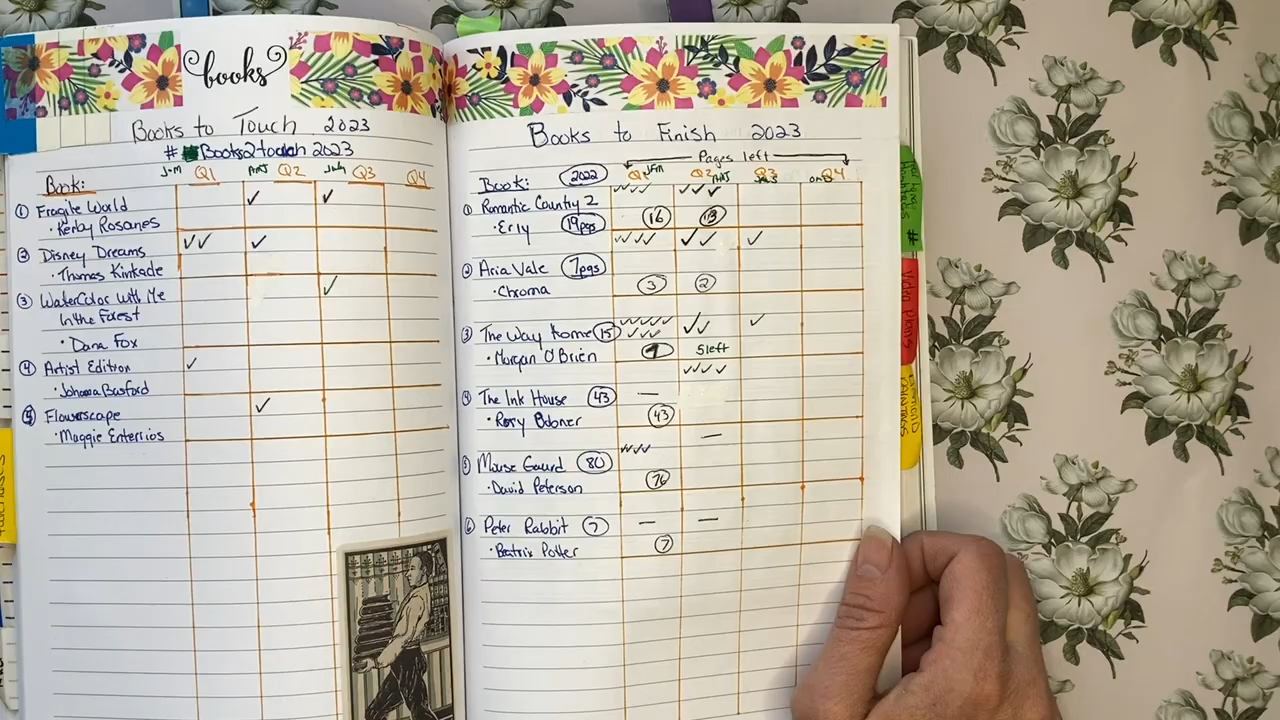 books
Books to Touch 2023
# Books2touch 2023
J-M AMJ July
Book: Q1 Q2 Q3 Q4
① Fragile World ✓ ✓
• Kerby Rosanes
② Disney Dreams ✓✓ ✓
• Thomas Kinkade
③ WaterColor with Me ✓
In the Forest
• Dana Fox
④ Artist Edition ✓
• Johanna Basford
⑤ Flowerscape ✓
• Maggie Enterrios
Books to Finish 2023
Pages left
Book: 2022 Q1 JFM Q2 AMJ Q3 JAS Q4 OND
① Romantic Country 2 ✓✓✓ ✓✓✓
• Eriy 19pgs 16 13
② Aria Vale 7pgs ✓✓✓✓ ✓✓ ✓
• Chroma 3 2
③ The Way Home 15 ✓✓✓✓✓✓✓ ✓✓ ✓
• Morgan O'Brien 5left
✓✓✓
④ The Ink House 43 —
• Rory Dobner 43
—
⑤ Mouse Gaurd 80 ✓✓✓
• David Peterson 76
⑥ Peter Rabbit 7 — —
• Beatrix Potter 7